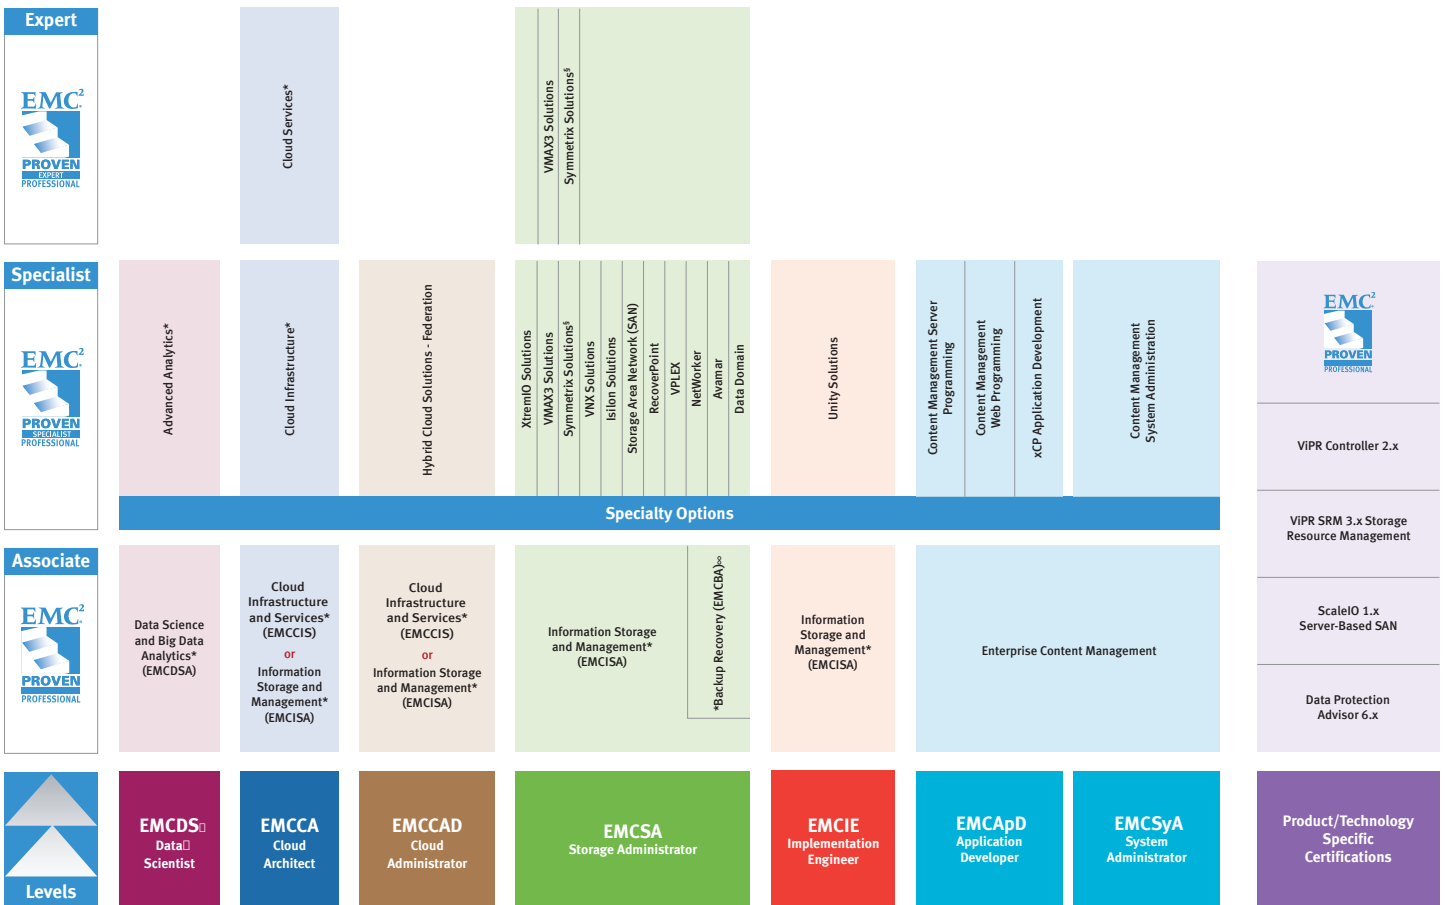 Expert
EMC²
PROVEN
EXPERT
PROFESSIONAL
Cloud Services*
VMAX3 Solutions
Symmetrix Solutions§
Specialist
EMC²
PROVEN
SPECIALIST
PROFESSIONAL
Advanced Analytics*
Cloud Infrastructure*
Hybrid Cloud Solutions - Federation
XtremIO Solutions
VMAX3 Solutions
Symmetrix Solutions§
VNX Solutions
Isilon Solutions
Storage Area Network (SAN)
RecoverPoint
VPLEX
NetWorker
Avamar
Data Domain
Unity Solutions
Content Management Server
Programming
Content Management
Web Programming
xCP Application Development
Content Management
System Administration
Specialty Options
Associate
EMC²
PROVEN
PROFESSIONAL
Data Science
and Big Data
Analytics*
(EMCDSA)
Cloud
Infrastructure
and Services*
(EMCCIS)
or
Information
Storage and
Management*
(EMCISA)
Cloud
Infrastructure
and Services*
(EMCCIS)
or
Information Storage
and Management*
(EMCISA)
Information Storage
and Management*
(EMCISA)
*Backup Recovery (EMCBA)∞
Information
Storage and
Management*
(EMCISA)
Enterprise Content Management
Levels
EMCDS
Data
Scientist
EMCCA
Cloud
Architect
EMCCAD
Cloud
Administrator
EMCSA
Storage Administrator
EMCIE
Implementation
Engineer
EMCApD
Application
Developer
EMCSyA
System
Administrator
EMC²
PROVEN
PROFESSIONAL
ViPR Controller 2.x
ViPR SRM 3.x Storage
Resource Management
ScaleIO 1.x
Server-Based SAN
Data Protection
Advisor 6.x
Product/Technology
Specific
Certifications